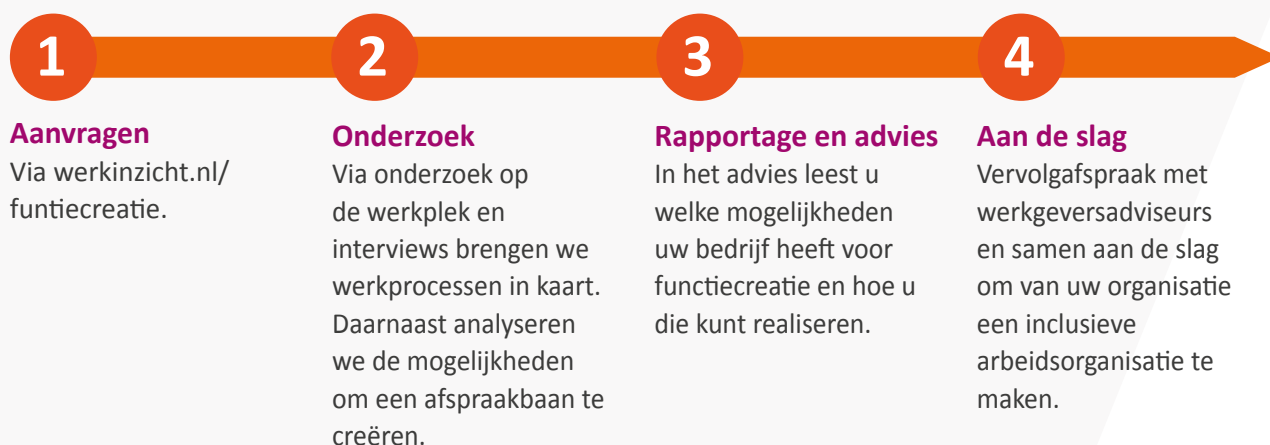 1
Aanvragen
Via werkinzicht.nl/
funtiecreatie.
2
Onderzoek
Via onderzoek op
de werkplek en
interviews brengen we
werkprocessen in kaart.
Daarnaast analyseren
we de mogelijkheden
om een afspraakbaan te
creëren.
3
Rapportage en advies
In het advies leest u
welke mogelijkheden
uw bedrijf heeft voor
functiecreatie en hoe u
die kunt realiseren.
4
Aan de slag
Vervolgafspraak met
werkgeversadviseurs
en samen aan de slag
om van uw organisatie
een inclusieve
arbeidsorganisatie te
maken.